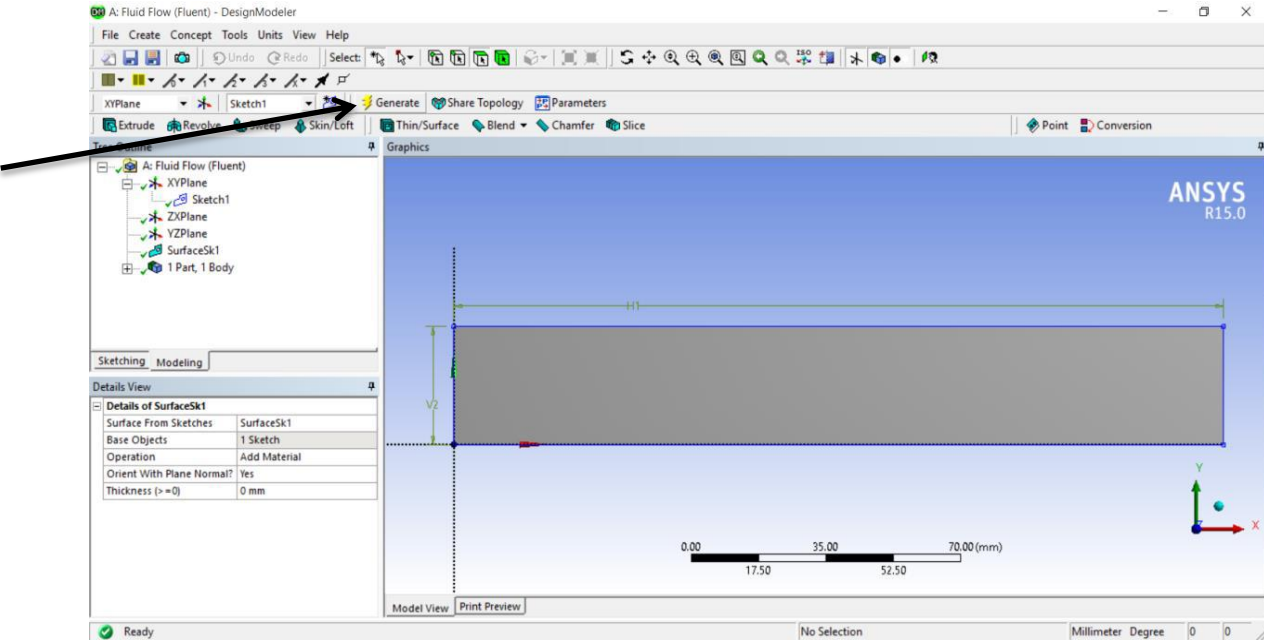 A: Fluid Flow (Fluent) - DesignModeler
File Create Concept Tools Units View Help
Undo Redo Select:
XYPlane Sketch1 Generate Share Topology Parameters
Extrude Revolve Sweep Skin/Loft Thin/Surface Blend Chamfer Slice Point Conversion
Tree Outline Graphics
A: Fluid Flow (Fluent)
XYPlane
Sketch1
ZXPlane
YZPlane
SurfaceSk1
1 Part, 1 Body
Sketching Modeling
Details View
Details of SurfaceSk1
Surface From Sketches SurfaceSk1
Base Objects 1 Sketch
Operation Add Material
Orient With Plane Normal? Yes
Thickness (>=0) 0 mm
ANSYS
R15.0
H1
V2
Y
X
0.00 35.00 70.00 (mm)
17.50 52.50
Model View Print Preview
Ready No Selection Millimeter Degree 0 0